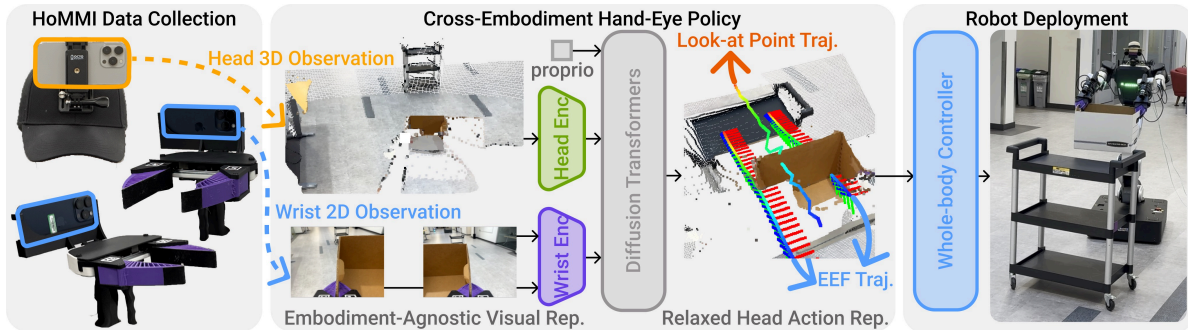 HoMMI Data Collection
Cross-Embodiment Hand-Eye Policy
Robot Deployment
Head 3D Observation
Wrist 2D Observation
proprio
Head Enc
Wrist Enc
Embodiment-Agnostic Visual Rep.
Diffusion Transformers
Look-at Point Traj.
EEF Traj.
Relaxed Head Action Rep.
Whole-body Controller